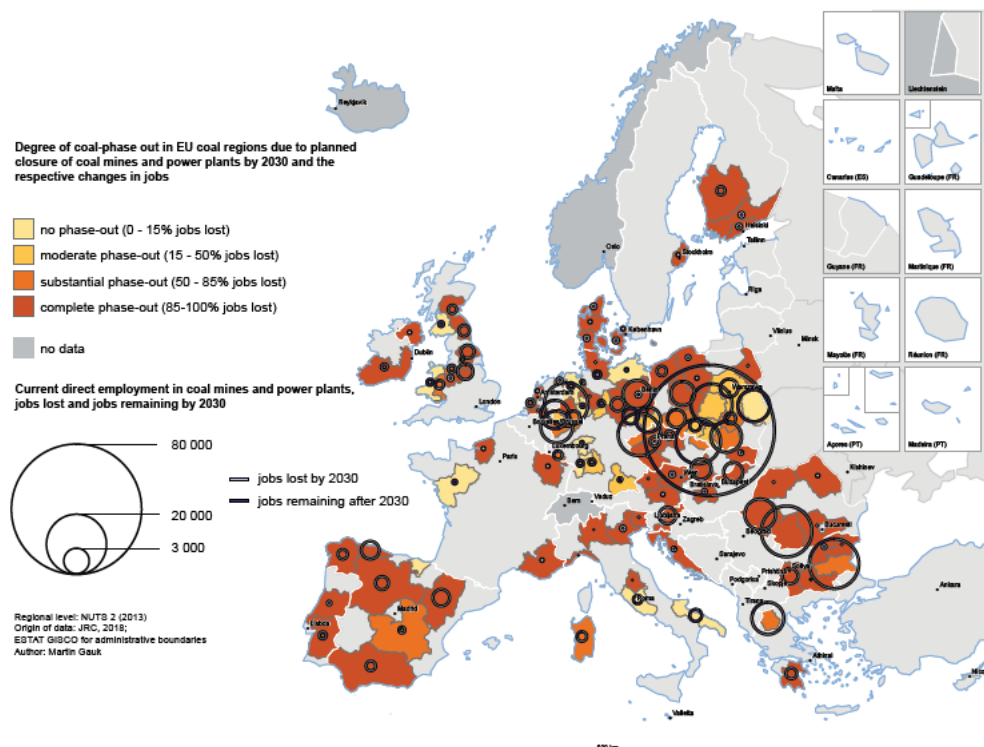 Degree of coal-phase out in EU coal regions due to planned
closure of coal mines and power plants by 2030 and the
respective changes in jobs
no phase-out (0 - 15% jobs lost)
moderate phase-out (15 - 50% jobs lost)
substantial phase-out (50 - 85% jobs lost)
complete phase-out (85-100% jobs lost)
no data
Current direct employment in coal mines and power plants,
jobs lost and jobs remaining by 2030
80 000
20 000
3 000
jobs lost by 2030
jobs remaining after 2030
Regional level: NUTS 2 (2013)
Origin of data: JRC, 2018;
ESTAT GISCO for administrative boundaries
Author: Martin Gauk
Reykjavik
Oslo
Helsinki
Tallinn
Stockholm
Riga
København
Vilnius
Minsk
Dublin
London
Amsterdam
Berlin
Warszawa
Luxembourg
Paris
Praha
Wien
Bratislava
Budapest
Kishinev
Bern
Vaduz
Ljubljana
Zagreb
Beograd
Bucuresti
Sarajevo
Prishtina
Sofiya
Podgorica
Skopje
Tirana
Roma
Madrid
Lisboa
Ankara
Athinai
Valletta
Malta
Liechtenstein
Canarias (ES)
Guadeloupe (FR)
Guyane (FR)
Martinique (FR)
Mayotte (FR)
Réunion (FR)
Açores (PT)
Madeira (PT)